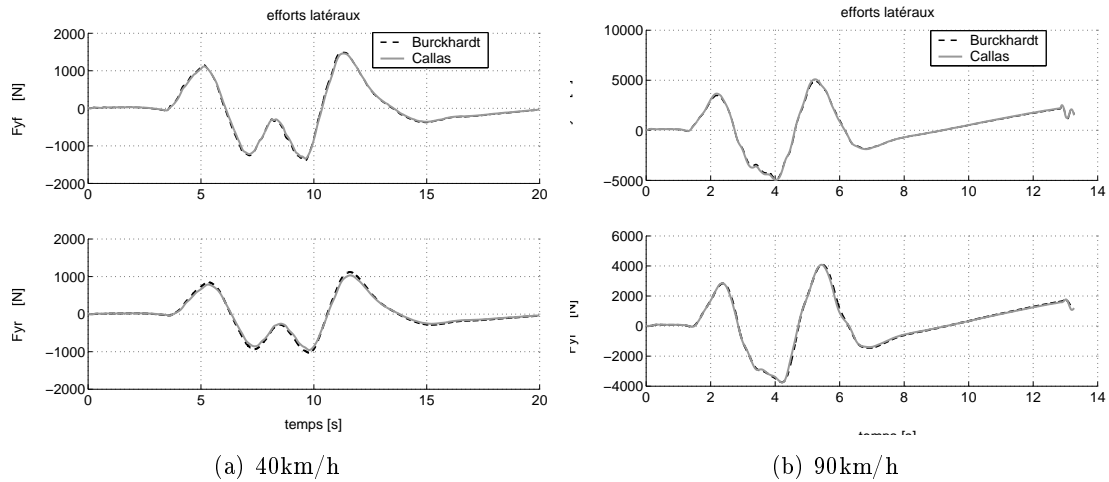 efforts latéraux
2000
1000
0
−1000
−2000
Fyf [N]
Burckhardt
Callas
0 5 10 15 20
2000
1000
0
−1000
−2000
Fyr [N]
0 5 10 15 20
temps [s]
(a) 40km/h
efforts latéraux
10000
5000
0
−5000
Burckhardt
Callas
0 2 4 6 8 10 12 14
6000
4000
2000
0
−2000
−4000
Fyr [N]
0 2 4 6 8 10 12 14
temps [s]
(b) 90km/h